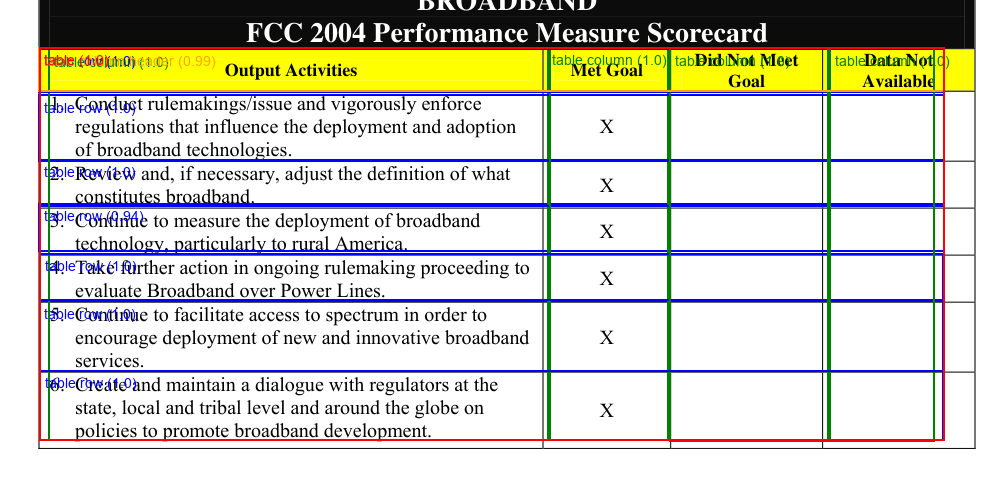 BROADBAND
FCC 2004 Performance Measure Scorecard
Output Activities
Met Goal
Did Not Meet
Goal
Data Not
Available
table (1.0)
table column (1.0)
table column (1.0)
table column (1.0)
table column (1.0)
1. Conduct rulemakings/issue and vigorously enforce
regulations that influence the deployment and adoption
of broadband technologies.
X
table row (1.0)
2. Review and, if necessary, adjust the definition of what
constitutes broadband.
X
table row (1.0)
3. Continue to measure the deployment of broadband
technology, particularly to rural America.
X
table row (0.94)
4. Take further action in ongoing rulemaking proceeding to
evaluate Broadband over Power Lines.
X
table row (1.0)
5. Continue to facilitate access to spectrum in order to
encourage deployment of new and innovative broadband
services.
X
table row (1.0)
6. Create and maintain a dialogue with regulators at the
state, local and tribal level and around the globe on
policies to promote broadband development.
X
table row (1.0)